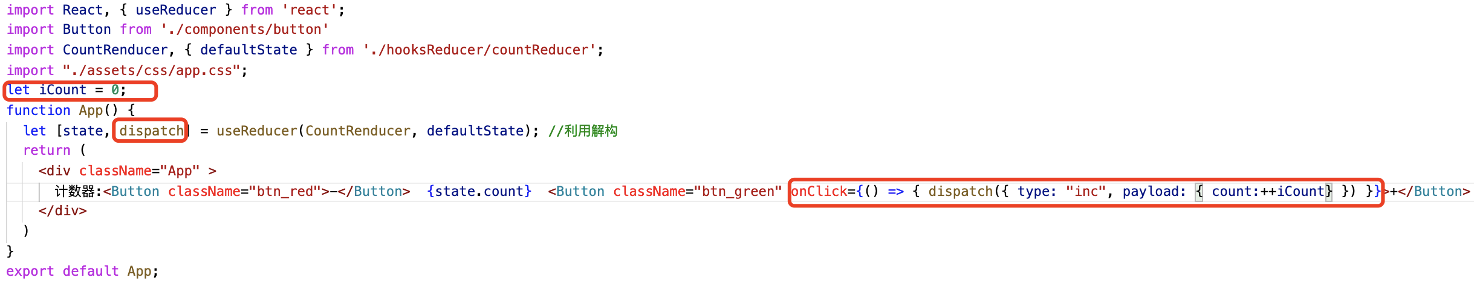 import React, { useReducer } from 'react';
import Button from './components/button'
import CountRenducer, { defaultState } from './hooksReducer/countReducer';
import "./assets/css/app.css";
let iCount = 0;
function App() {
  let [state, dispatch] = useReducer(CountRenducer, defaultState); //利用解构
  return (
    <div className="App" >
      计数器:<Button className="btn_red">-</Button>  {state.count}  <Button className="btn_green" onClick={() => { dispatch({ type: "inc", payload: { count:++iCount} }) }}>+</Button>
    </div>
  )
}
export default App;